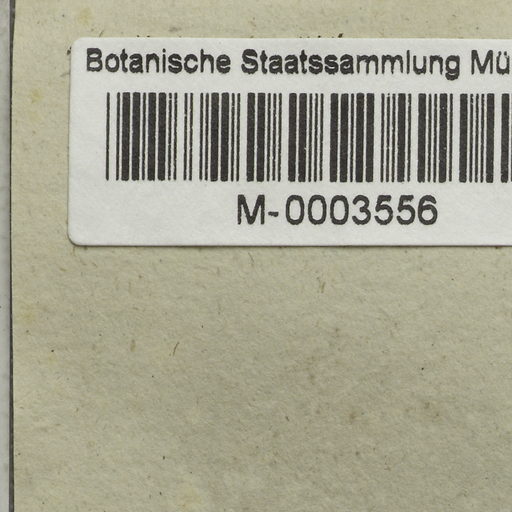 Botanische Staatssammlung Mü
M-0003556